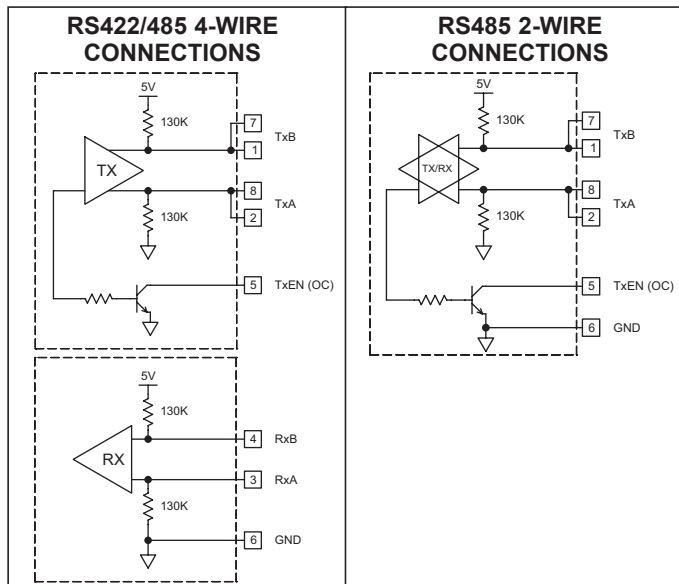 RS422/485 4-WIRE
CONNECTIONS
5V
130K
7
TxB
1
TX
8
TxA
130K
2
5 TxEN (OC)
5V
130K
4 RxB
RX
3 RxA
130K
6 GND
RS485 2-WIRE
CONNECTIONS
5V
130K
7
TxB
1
TX/RX
8
TxA
130K
2
5 TxEN (OC)
6 GND